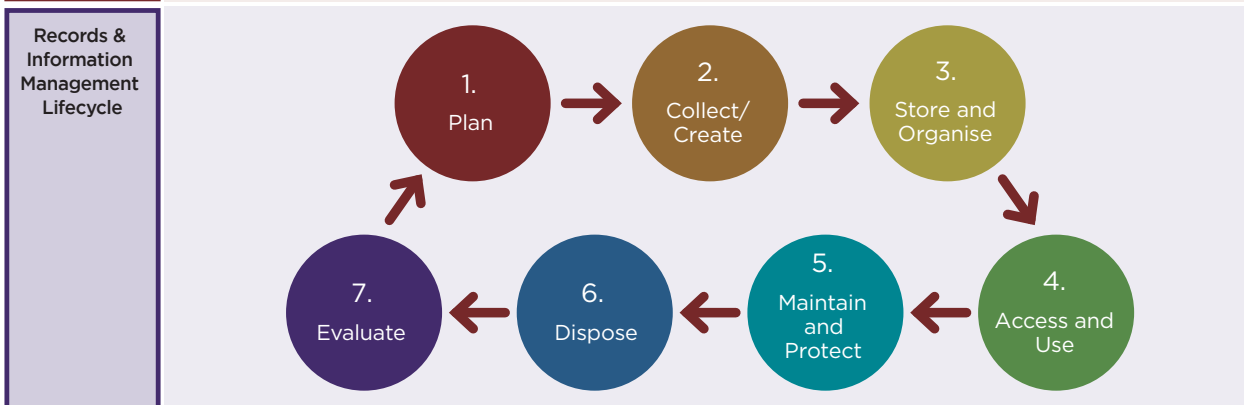 Records &
Information
Management
Lifecycle
1.
Plan
2.
Collect/
Create
3.
Store and
Organise
4.
Access and
Use
5.
Maintain
and
Protect
6.
Dispose
7.
Evaluate